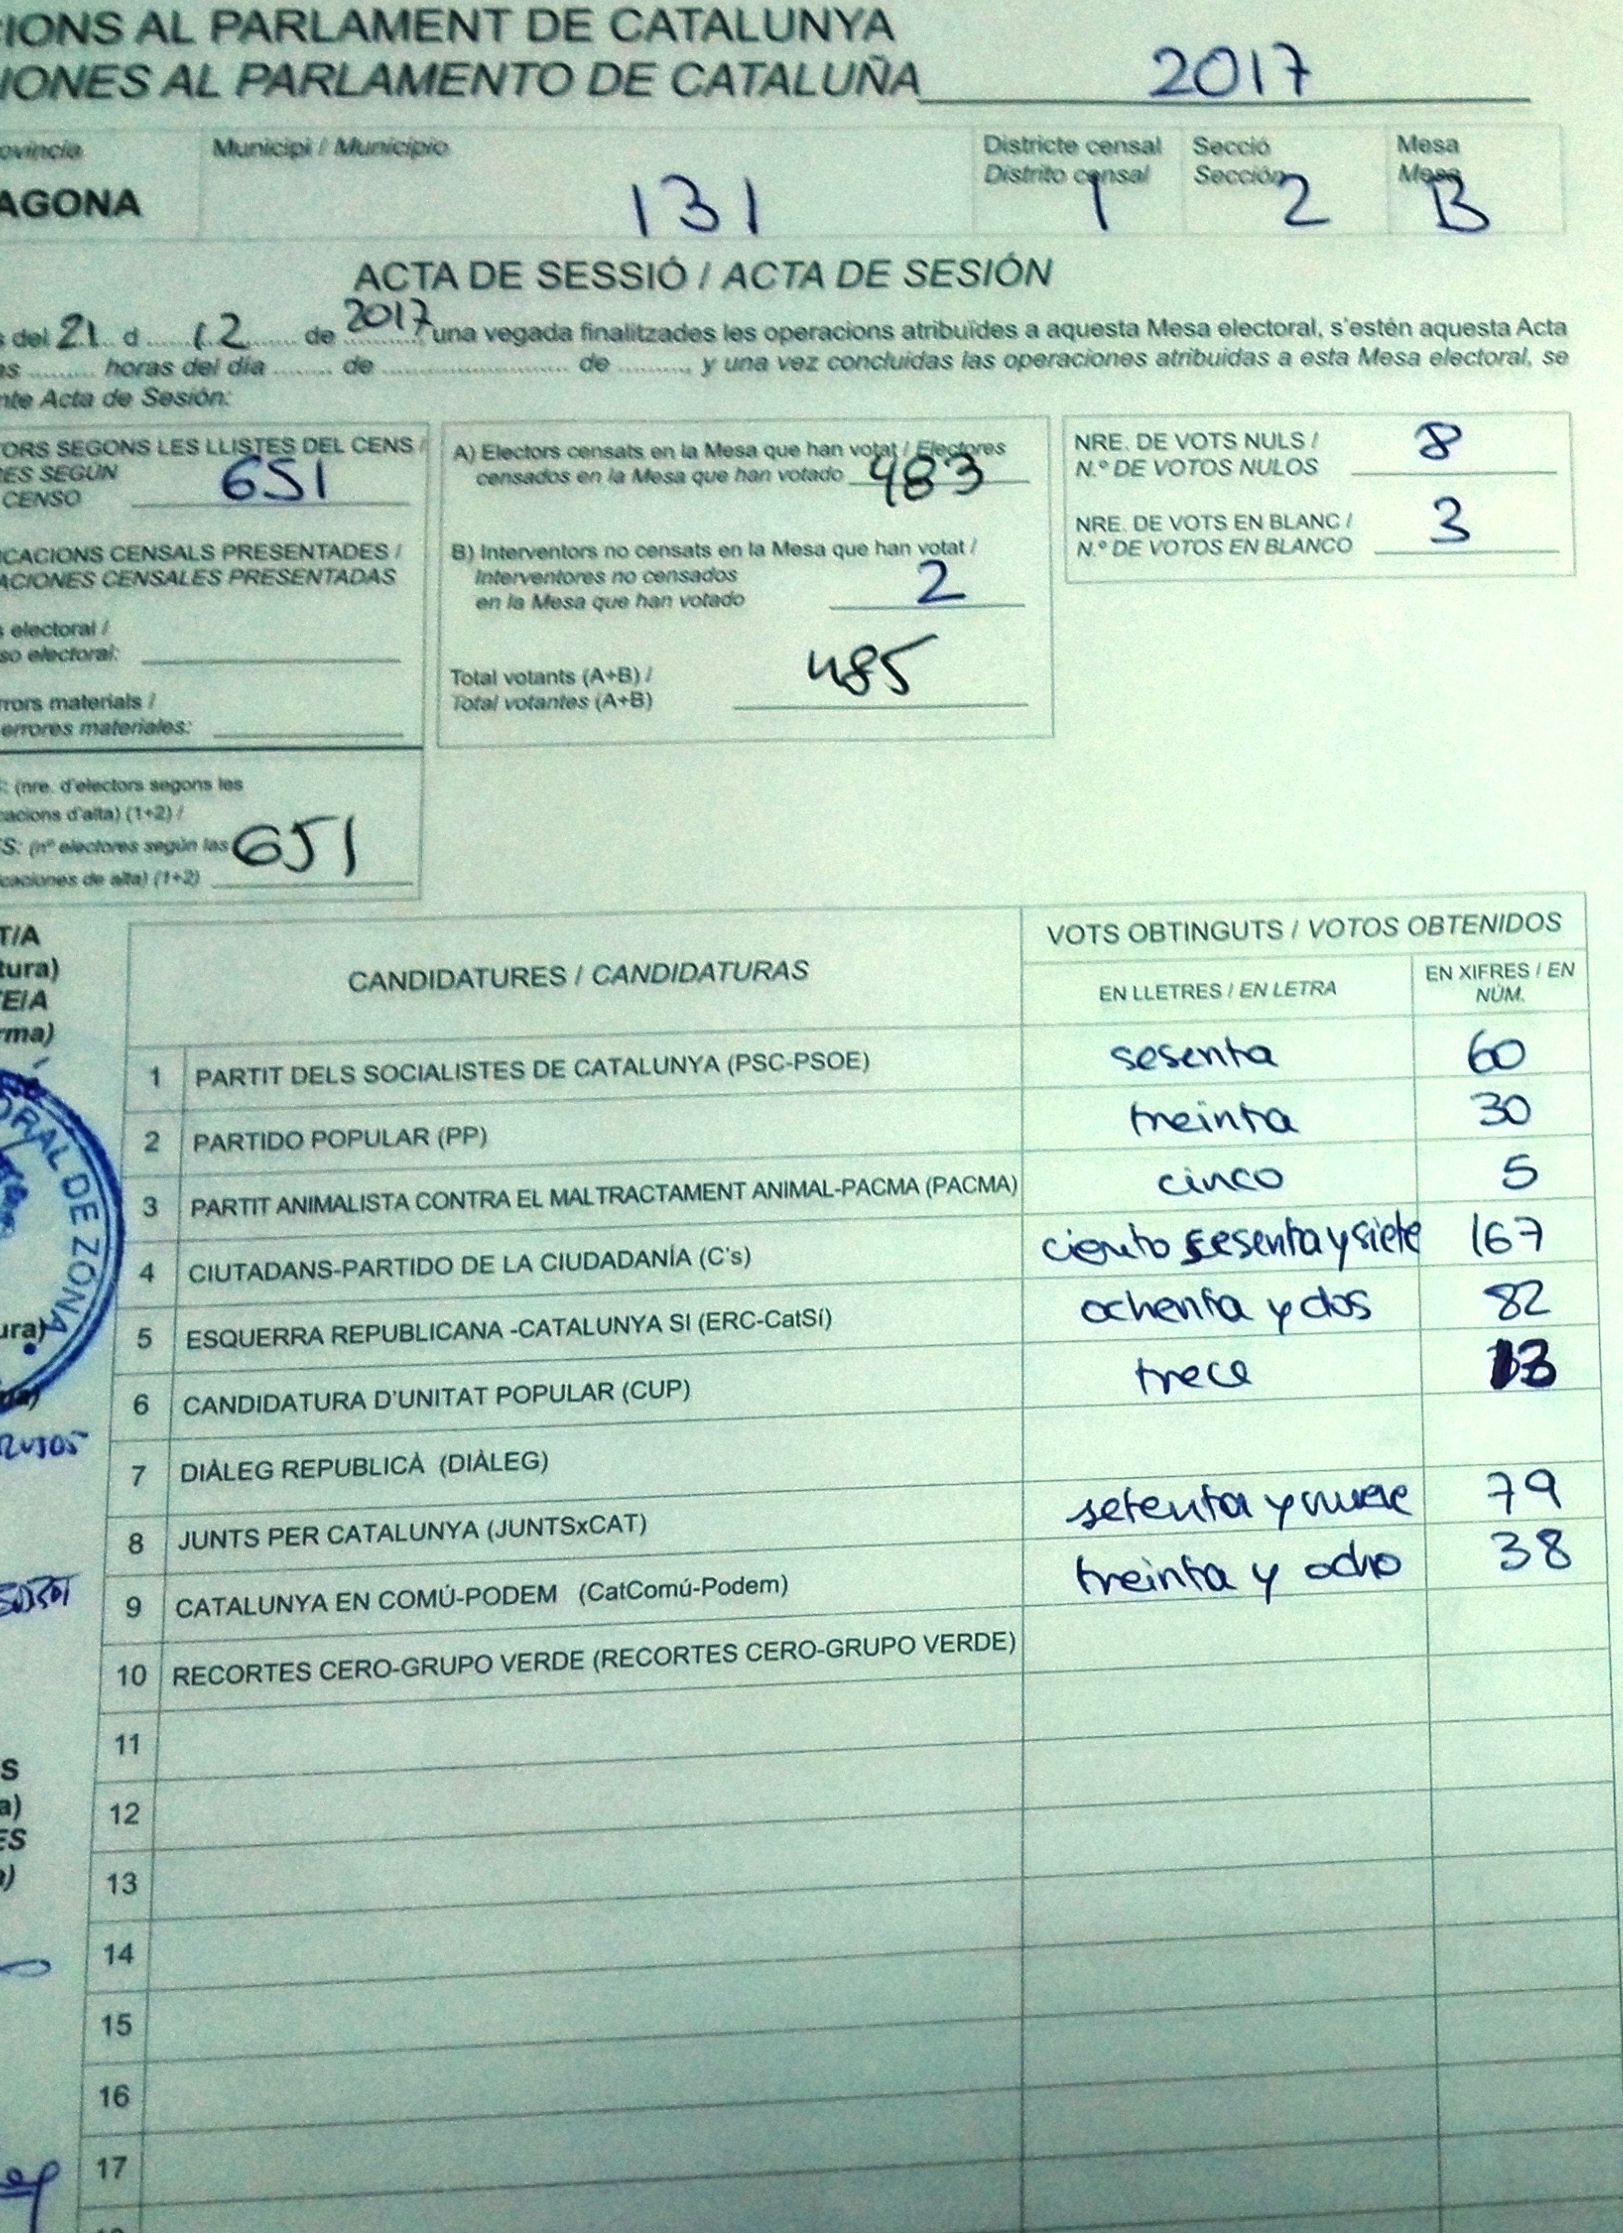 IONS AL PARLAMENT DE CATALUNYA
IONES AL PARLAMENTO DE CATALUÑA 2017
ovincia Municipi / Municipio Districte censal Secció Mesa
Distrito censal Sección Mesa
AGONA 131 1 2 B
ACTA DE SESSIÓ / ACTA DE SESIÓN
s del 21 d 12 de 2017, una vegada finalitzades les operacions atribuïdes a aquesta Mesa electoral, s'estén aquesta Acta
as ......... horas del día ........ de ......................... de .........., y una vez concluidas las operaciones atribuidas a esta Mesa electoral, se
nte Acta de Sesión:
TORS SEGONS LES LLISTES DEL CENS /
ES SEGÚN
CENSO 651
CACIONS CENSALS PRESENTADES /
ACIONES CENSALES PRESENTADAS
s electoral /
so electoral:
rrors materials /
errores materiales:
: (nre. d'electors segons les
cacions d'alta) (1+2) /
S: (nº electores según las
caciones de alta) (1+2) 651
A) Electors censats en la Mesa que han votat / Electores
censados en la Mesa que han votado 483
B) Interventors no censats en la Mesa que han votat /
Interventores no censados
en la Mesa que han votado 2
Total votants (A+B) /
Total votantes (A+B) 485
NRE. DE VOTS NULS /
N.º DE VOTOS NULOS 8
NRE. DE VOTS EN BLANC /
N.º DE VOTOS EN BLANCO 3
T/A
tura)
TE/A
rma)
ORAL DE ZONA
ura)
S
a)
ES
)
CANDIDATURES / CANDIDATURAS VOTS OBTINGUTS / VOTOS OBTENIDOS
EN LLETRES / EN LETRA EN XIFRES / EN NÚM.
1 PARTIT DELS SOCIALISTES DE CATALUNYA (PSC-PSOE) sesenta 60
2 PARTIDO POPULAR (PP) treinta 30
3 PARTIT ANIMALISTA CONTRA EL MALTRACTAMENT ANIMAL-PACMA (PACMA) cinco 5
4 CIUTADANS-PARTIDO DE LA CIUDADANÍA (C's) ciento sesenta y siete 167
5 ESQUERRA REPUBLICANA -CATALUNYA SI (ERC-CatSí) ochenta y dos 82
6 CANDIDATURA D'UNITAT POPULAR (CUP) trece 13
7 DIÀLEG REPUBLICÀ (DIÀLEG)
8 JUNTS PER CATALUNYA (JUNTSxCAT) setenta y nueve 79
9 CATALUNYA EN COMÚ-PODEM (CatComú-Podem) treinta y ocho 38
10 RECORTES CERO-GRUPO VERDE (RECORTES CERO-GRUPO VERDE)
11
12
13
14
15
16
17